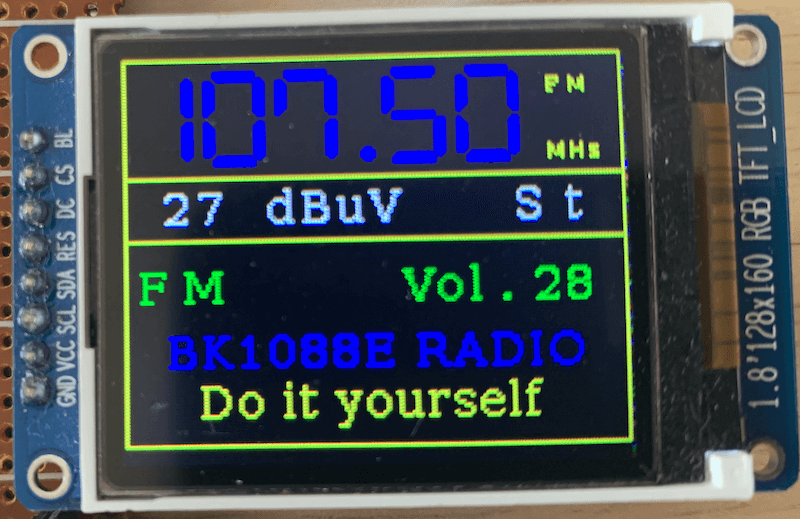 107.50 FM
MHs
27 dBuV St
FM Vol.28
BK1088E RADIO
Do it yourself
BL
CS
DC
RES
SDA
SCL
VCC
GND
1.8"128x160 RGB TFT_LCD